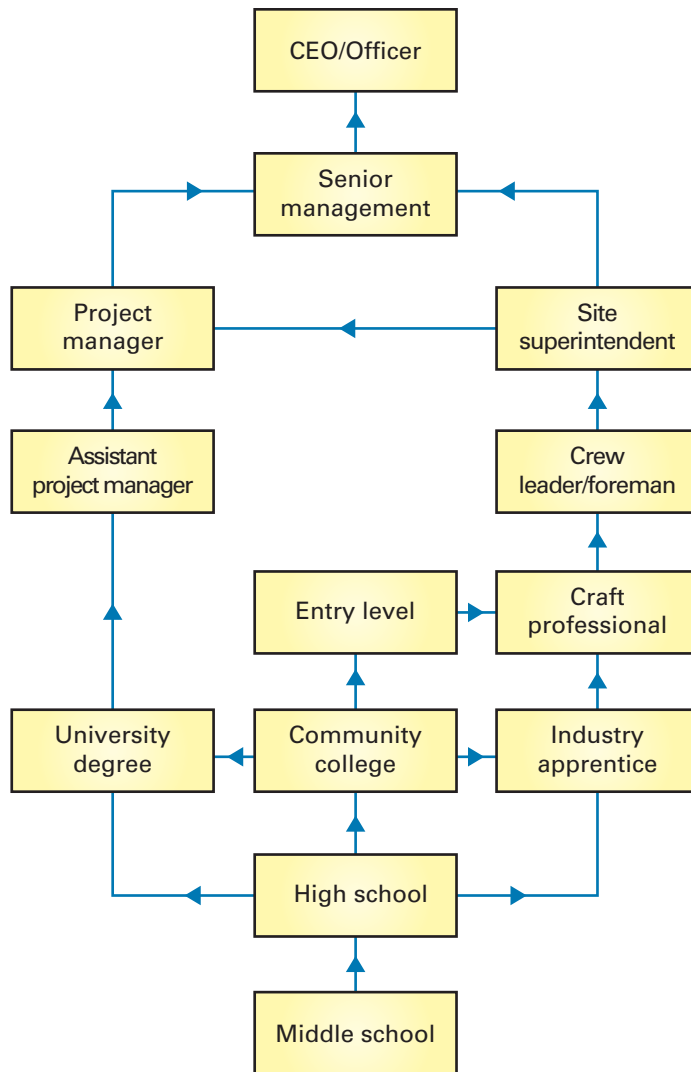 CEO/Officer
Senior
management
Project
manager
Site
superintendent
Assistant
project manager
Crew
leader/foreman
Entry level
Craft
professional
University
degree
Community
college
Industry
apprentice
High school
Middle school